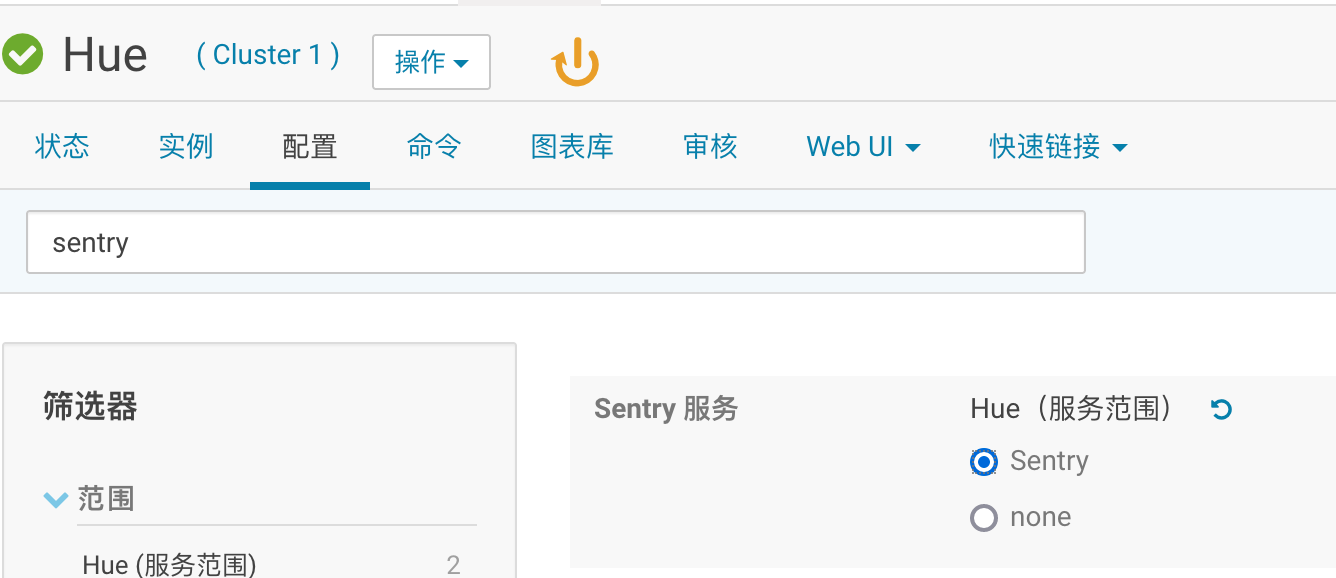 Hue ( Cluster 1 ) 操作
状态 实例 配置 命令 图表库 审核 Web UI 快速链接
sentry
筛选器
Sentry 服务 Hue（服务范围）
Sentry
范围
none
Hue (服务范围) 2